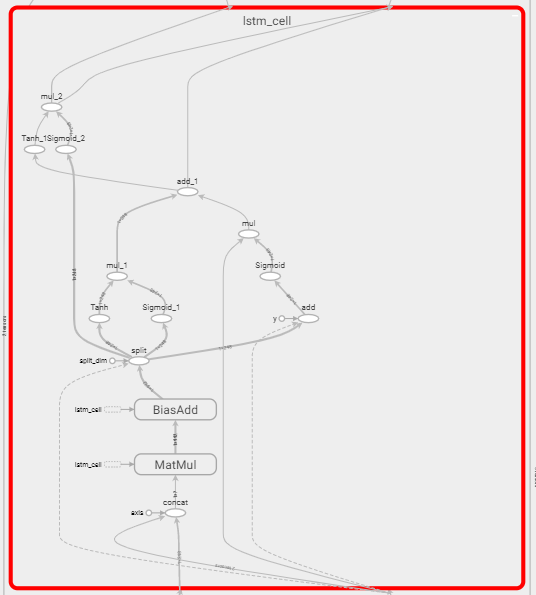 lstm_cell
mul_2
Tanh_1 Sigmoid_2
add_1
mul
mul_1
Sigmoid
Tanh
Sigmoid_1
y
add
split
split_dim
lstm_cell
BiasAdd
lstm_cell
MatMul
concat
axis